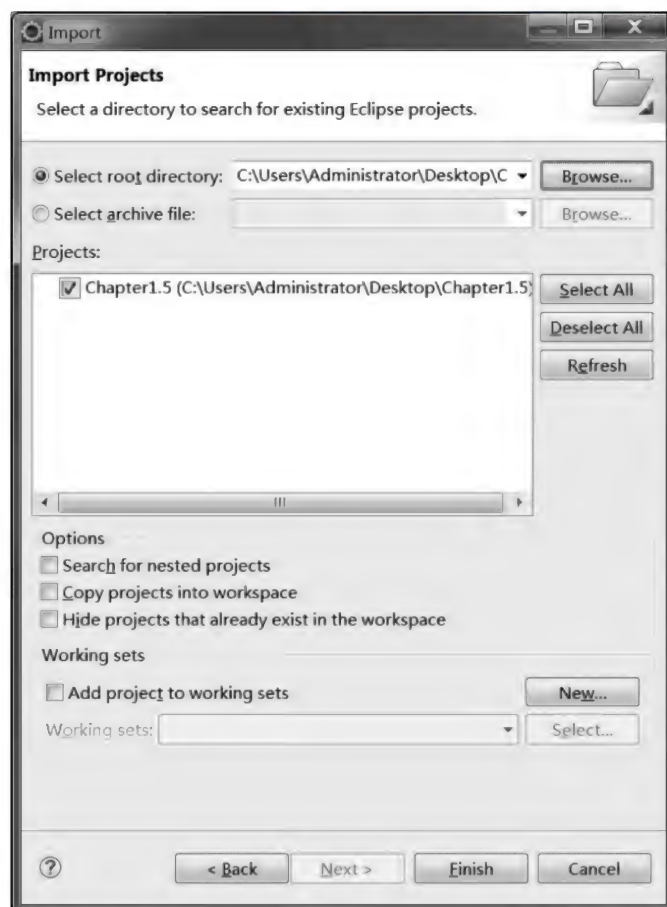 Import
Import Projects
Select a directory to search for existing Eclipse projects.
Select root directory: C:\Users\Administrator\Desktop\C Browse...
Select archive file: Browse...
Projects:
Chapter1.5 (C:\Users\Administrator\Desktop\Chapter1.5)
Select All
Deselect All
Refresh
Options
Search for nested projects
Copy projects into workspace
Hide projects that already exist in the workspace
Working sets
Add project to working sets New...
Working sets: Select...
? < Back Next > Finish Cancel